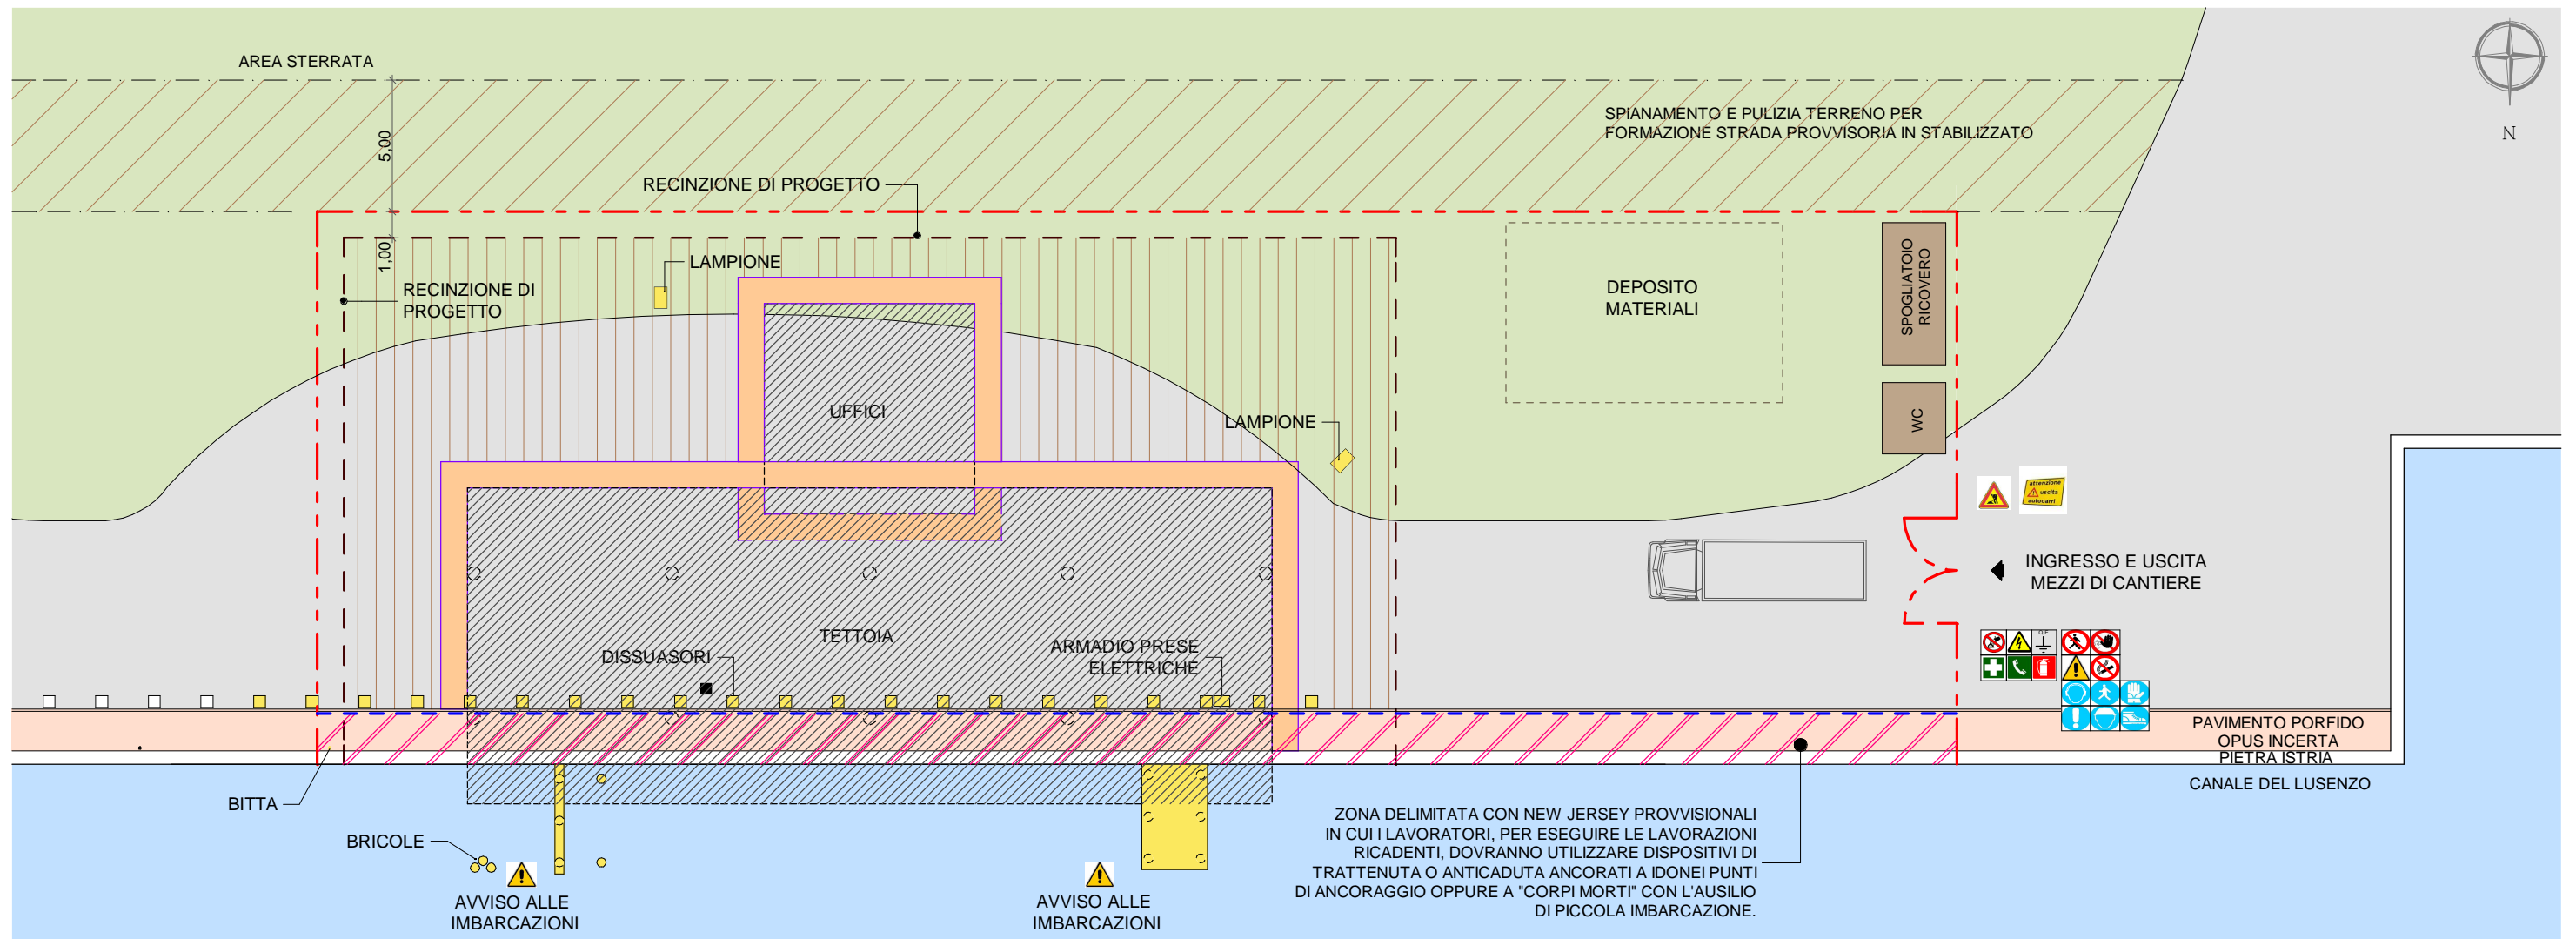 AREA STERRATA
5,00
SPIANAMENTO E PULIZIA TERRENO PER
FORMAZIONE STRADA PROVVISORIA IN STABILIZZATO
N
RECINZIONE DI PROGETTO
1,00
LAMPIONE
RECINZIONE DI
PROGETTO
DEPOSITO
MATERIALI
SPOGLIATOIO
RICOVERO
UFFICI
LAMPIONE
WC
attenzione
uscita
autocarri
INGRESSO E USCITA
MEZZI DI CANTIERE
TETTOIA
DISSUASORI
ARMADIO PRESE
ELETTRICHE
PAVIMENTO PORFIDO
OPUS INCERTA
PIETRA ISTRIA
CANALE DEL LUSENZO
BITTA
BRICOLE
AVVISO ALLE
IMBARCAZIONI
AVVISO ALLE
IMBARCAZIONI
ZONA DELIMITATA CON NEW JERSEY PROVVISIONALI
IN CUI I LAVORATORI, PER ESEGUIRE LE LAVORAZIONI
RICADENTI, DOVRANNO UTILIZZARE DISPOSITIVI DI
TRATTENUTA O ANTICADUTA ANCORATI A IDONEI PUNTI
DI ANCORAGGIO OPPURE A "CORPI MORTI" CON L'AUSILIO
DI PICCOLA IMBARCAZIONE.